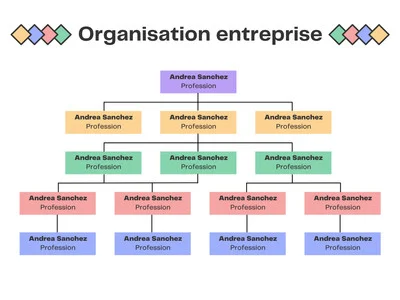 Organisation entreprise
Andrea Sanchez
Profession
Andrea Sanchez Andrea Sanchez Andrea Sanchez
Profession Profession Profession
Andrea Sanchez Andrea Sanchez Andrea Sanchez
Profession Profession Profession
Andrea Sanchez Andrea Sanchez Andrea Sanchez Andrea Sanchez
Profession Profession Profession Profession
Andrea Sanchez Andrea Sanchez Andrea Sanchez Andrea Sanchez
Profession Profession Profession Profession